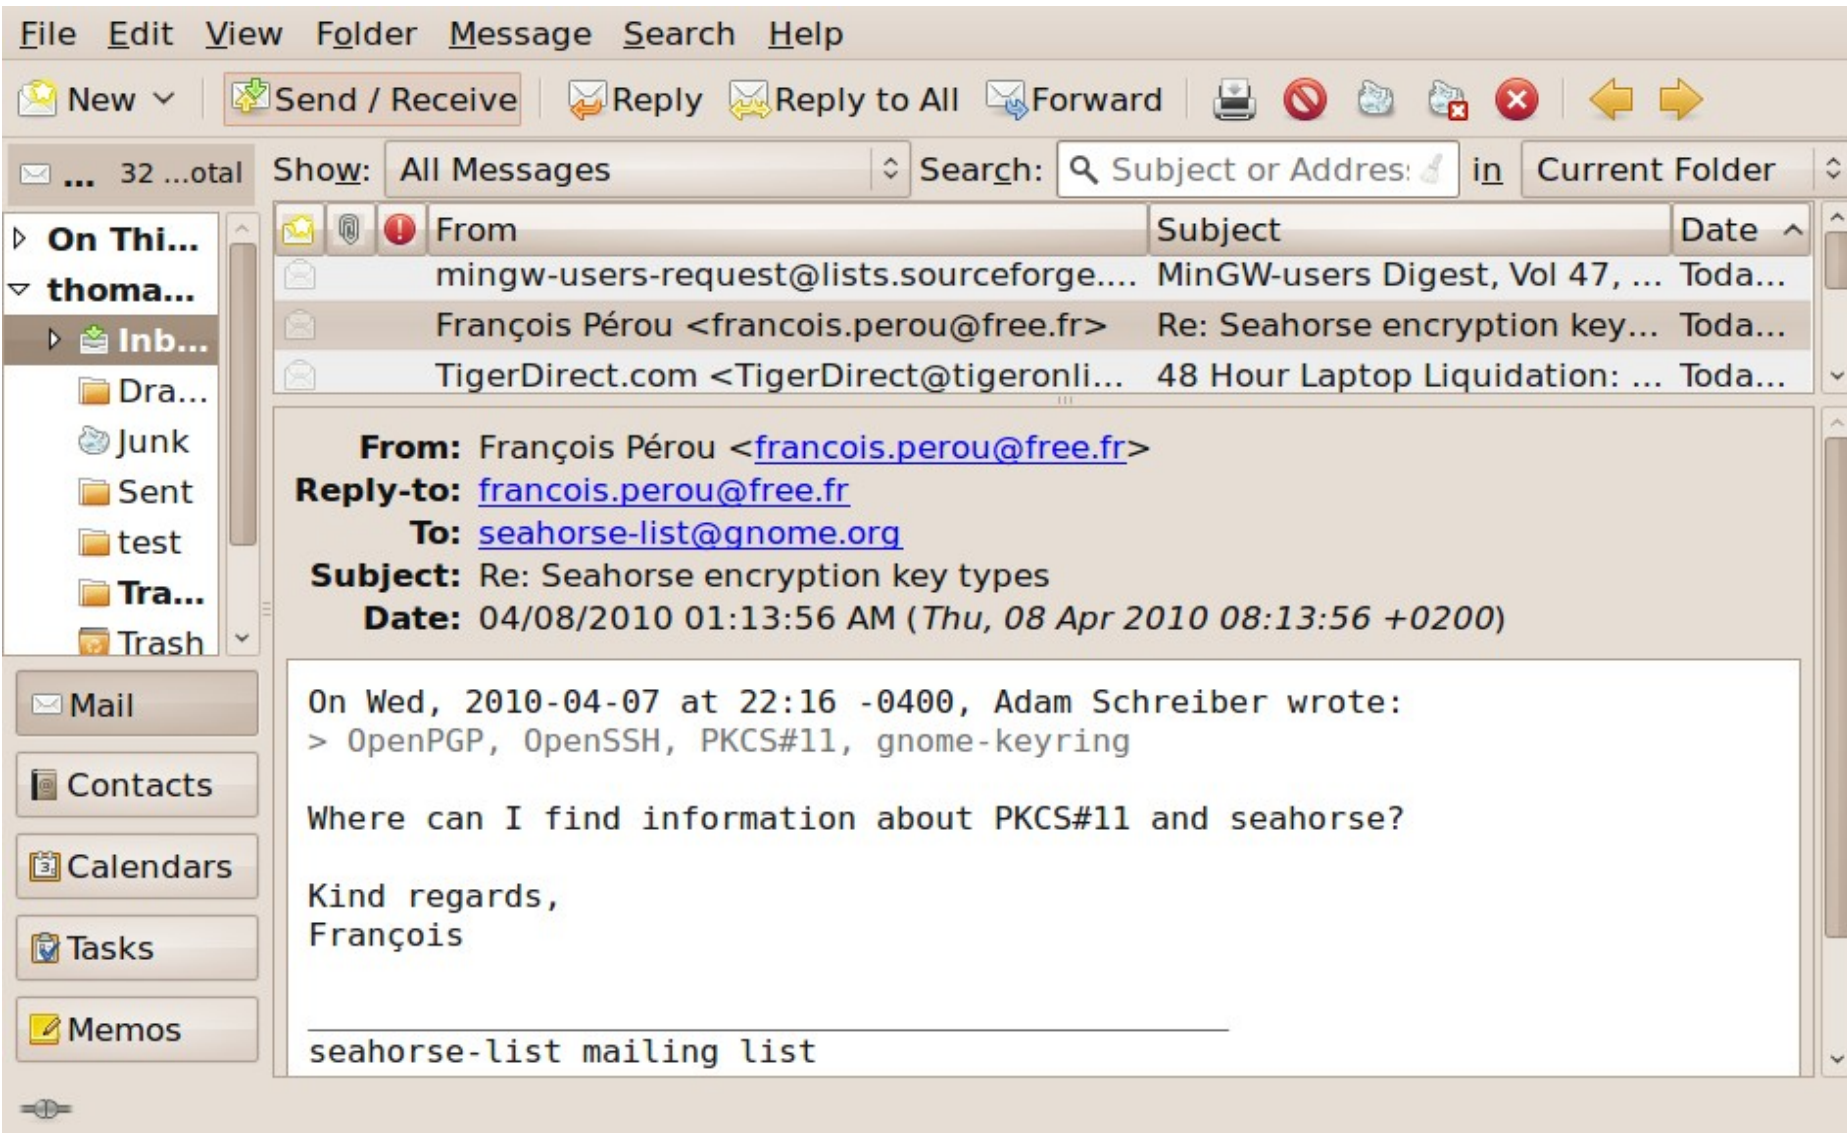 File Edit View Folder Message Search Help
New Send / Receive Reply Reply to All Forward
... 32 ...otal Show: All Messages Search: Subject or Addres: in Current Folder
From Subject Date
On Thi...
thoma...
Inb...
Dra...
Junk
Sent
test
Tra...
Trash
mingw-users-request@lists.sourceforge.... MinGW-users Digest, Vol 47, ... Toda...
François Pérou <francois.perou@free.fr> Re: Seahorse encryption key... Toda...
TigerDirect.com <TigerDirect@tigeronli... 48 Hour Laptop Liquidation: ... Toda...
From: François Pérou <francois.perou@free.fr>
Reply-to: francois.perou@free.fr
To: seahorse-list@gnome.org
Subject: Re: Seahorse encryption key types
Date: 04/08/2010 01:13:56 AM (Thu, 08 Apr 2010 08:13:56 +0200)
Mail
Contacts
Calendars
Tasks
Memos
On Wed, 2010-04-07 at 22:16 -0400, Adam Schreiber wrote:
> OpenPGP, OpenSSH, PKCS#11, gnome-keyring
Where can I find information about PKCS#11 and seahorse?
Kind regards,
François
seahorse-list mailing list